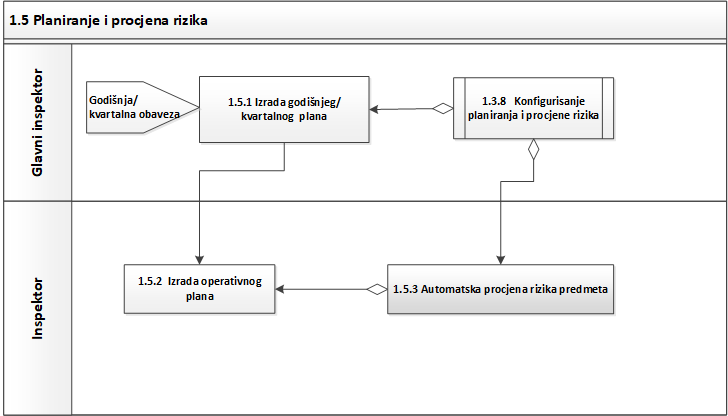 1.5 Planiranje i procjena rizika
Glavni inspektor
Godišnja/
kvartalna obaveza
1.5.1 Izrada godišnjeg/
kvartalnog plana
1.3.8 Konfigurisanje
planiranja i procjene rizika
Inspektor
1.5.2 Izrada operativnog
plana
1.5.3 Automatska procjena rizika predmeta